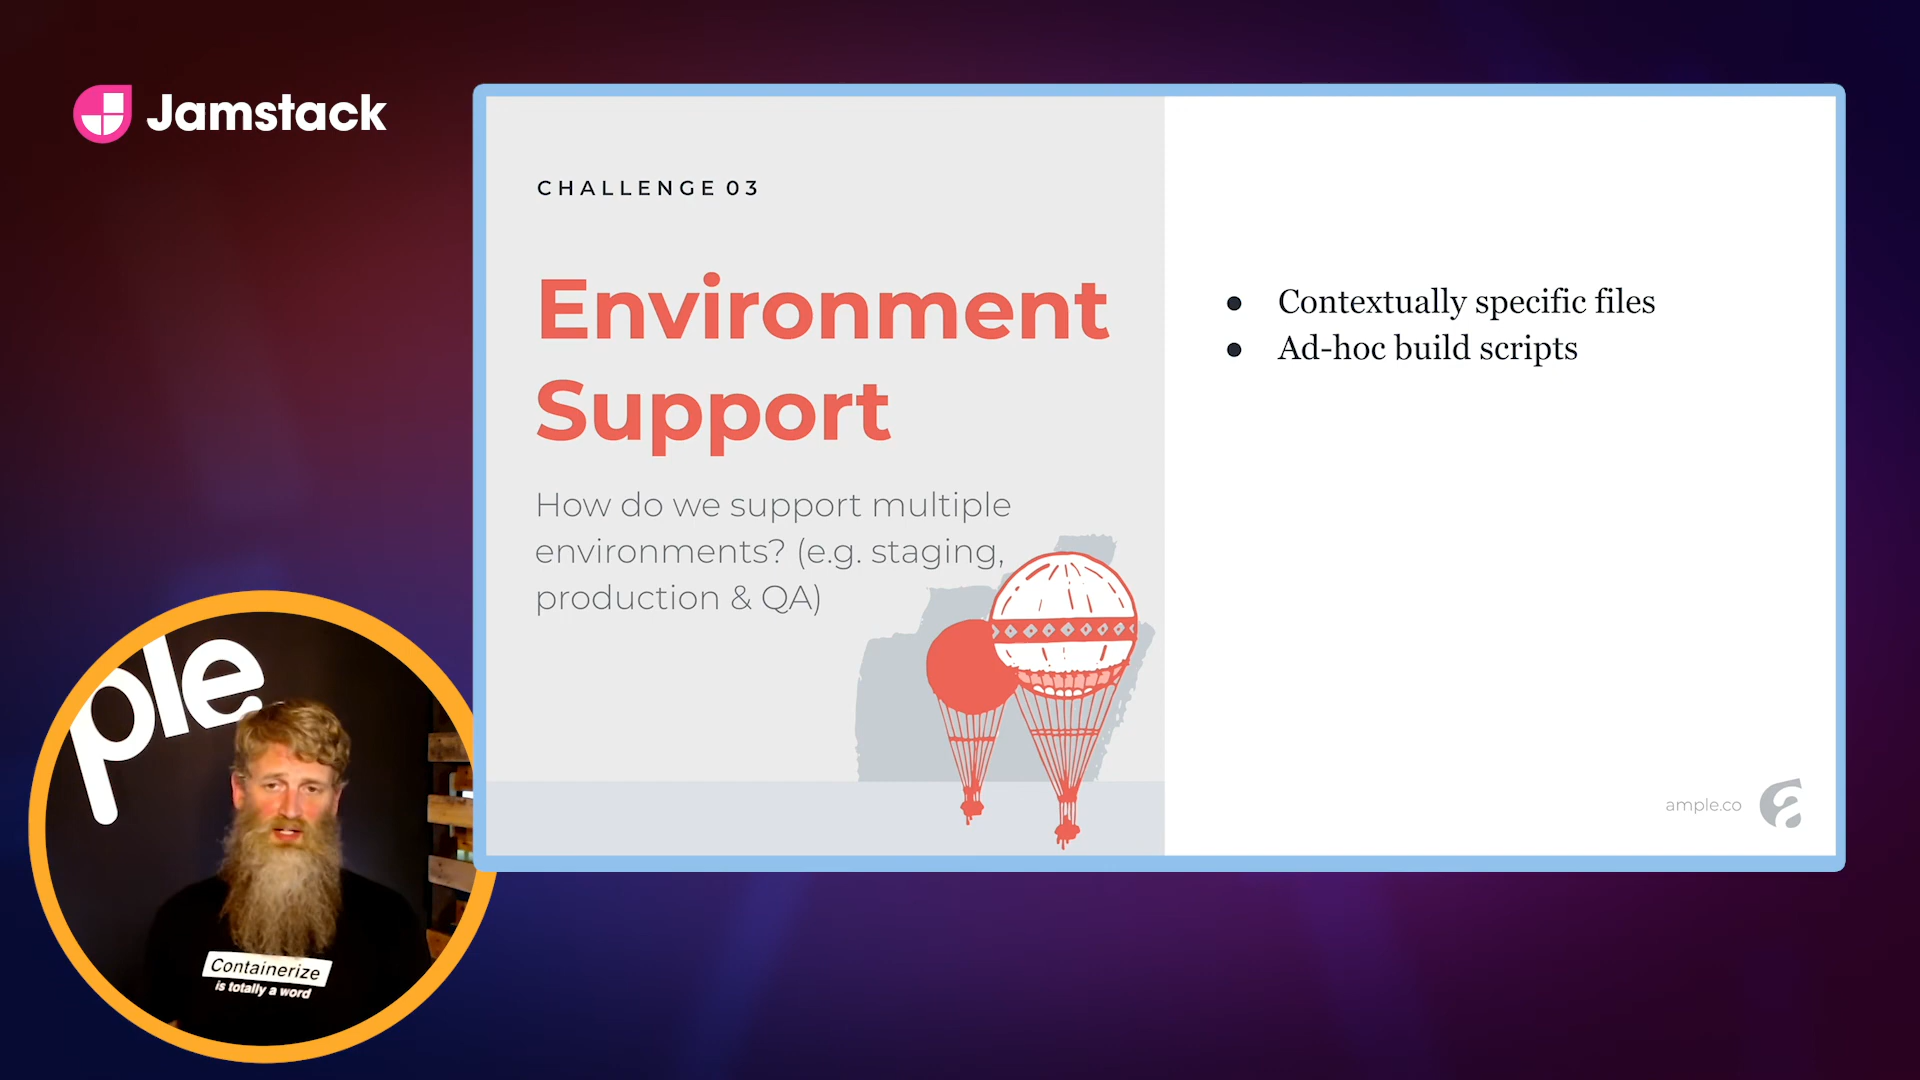 Jamstack
CHALLENGE 03
Environment
Support
How do we support multiple
environments? (e.g. staging,
production & QA)
● Contextually specific files
● Ad-hoc build scripts
ample.co
ple
Containerize
is totally a word